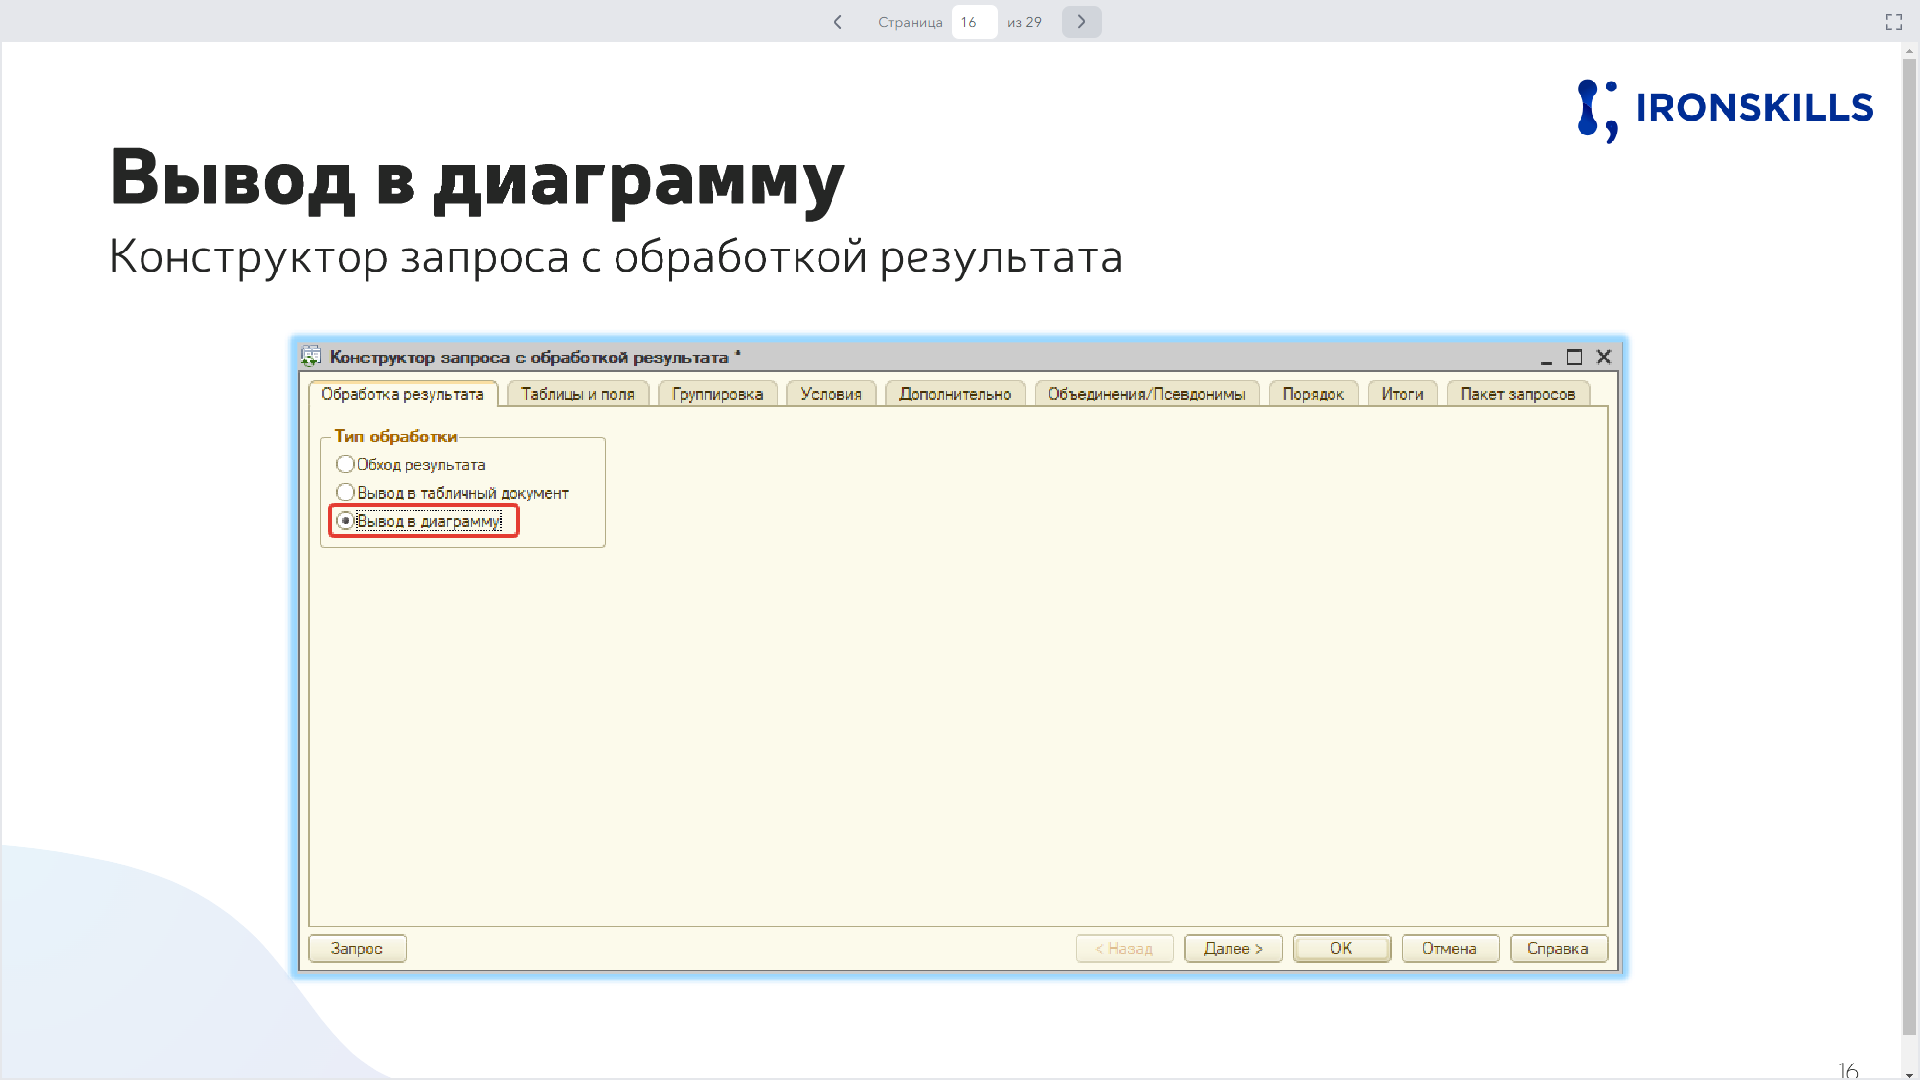 Страница 16 из 29
IRONSKILLS
Вывод в диаграмму
Конструктор запроса с обработкой результата
Конструктор запроса с обработкой результата *
Обработка результата Таблицы и поля Группировка Условия Дополнительно Объединения/Псевдонимы Порядок Итоги Пакет запросов
Тип обработки
Обход результата
Вывод в табличный документ
Вывод в диаграмму
Запрос < Назад Далее > ОК Отмена Справка
16